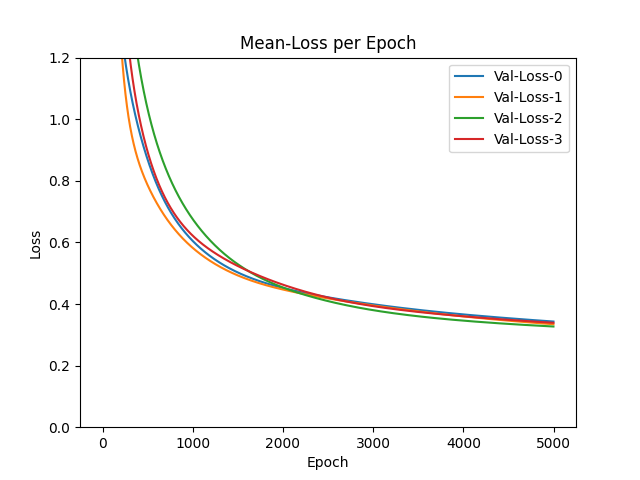 Mean-Loss per Epoch
Val-Loss-0
Val-Loss-1
Val-Loss-2
Val-Loss-3
Loss
1.2
1.0
0.8
0.6
0.4
0.2
0.0
0 1000 2000 3000 4000 5000
Epoch